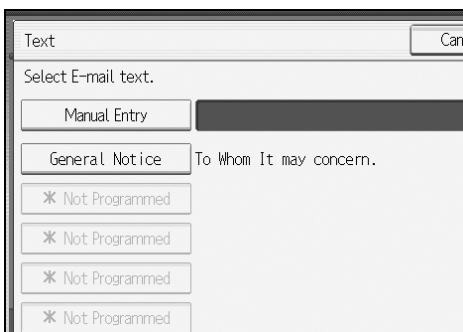 Text
Can
Select E-mail text.
Manual Entry
General Notice To Whom It may concern.
* Not Programmed
* Not Programmed
* Not Programmed
* Not Programmed